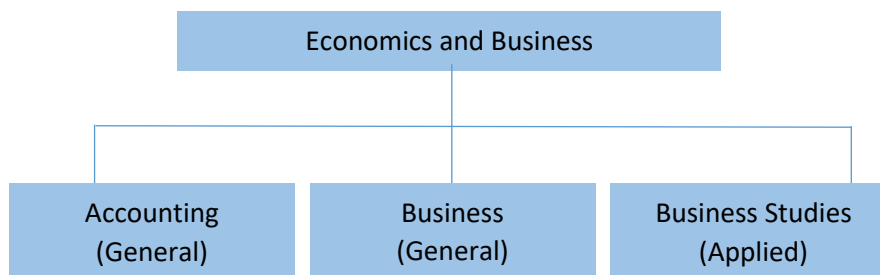 Economics and Business
Accounting
(General)
Business
(General)
Business Studies
(Applied)